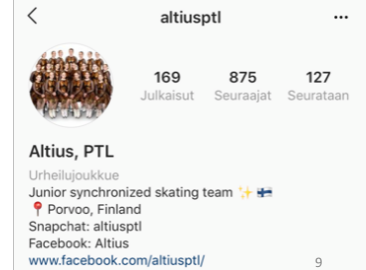 altiusptl
169 875 127
Julkaisut Seuraajat Seurataan
Altius, PTL
Urheilujoukkue
Junior synchronized skating team ✨ 🇫🇮
📍 Porvoo, Finland
Snapchat: altiusptl
Facebook: Altius
www.facebook.com/altiusptl/
9